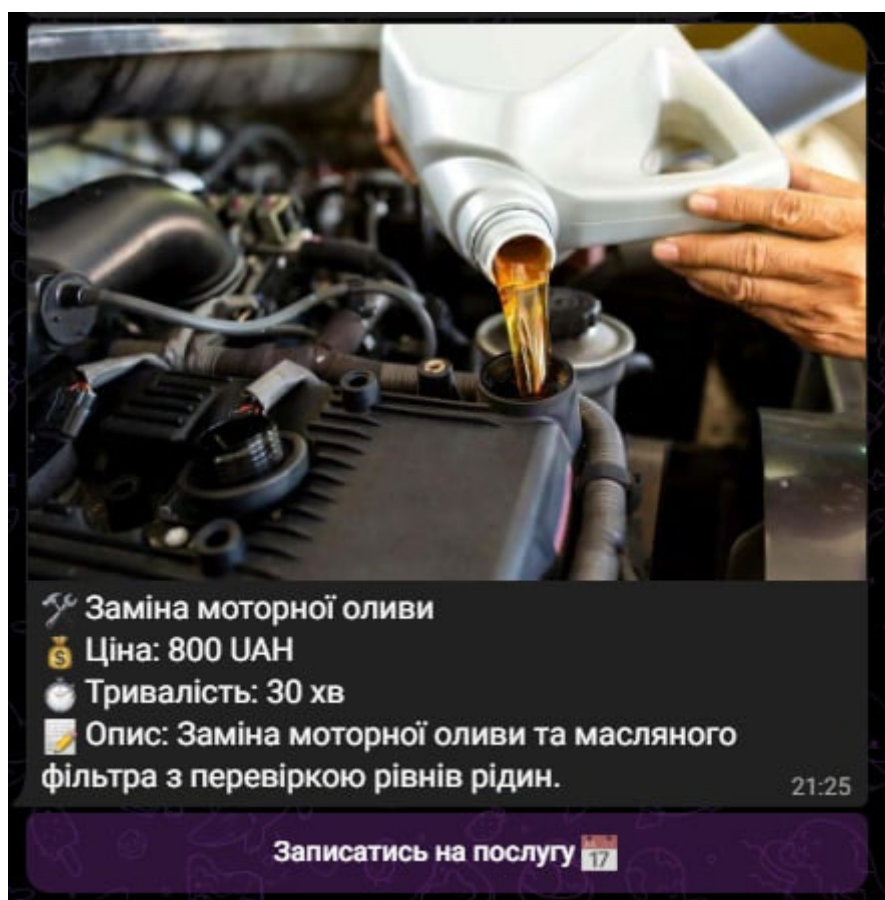 🛠 Заміна моторної оливи
💰 Ціна: 800 UAH
⏱ Тривалість: 30 хв
📝 Опис: Заміна моторної оливи та масляного
фільтра з перевіркою рівнів рідин.
21:25
Записатись на послугу 📅